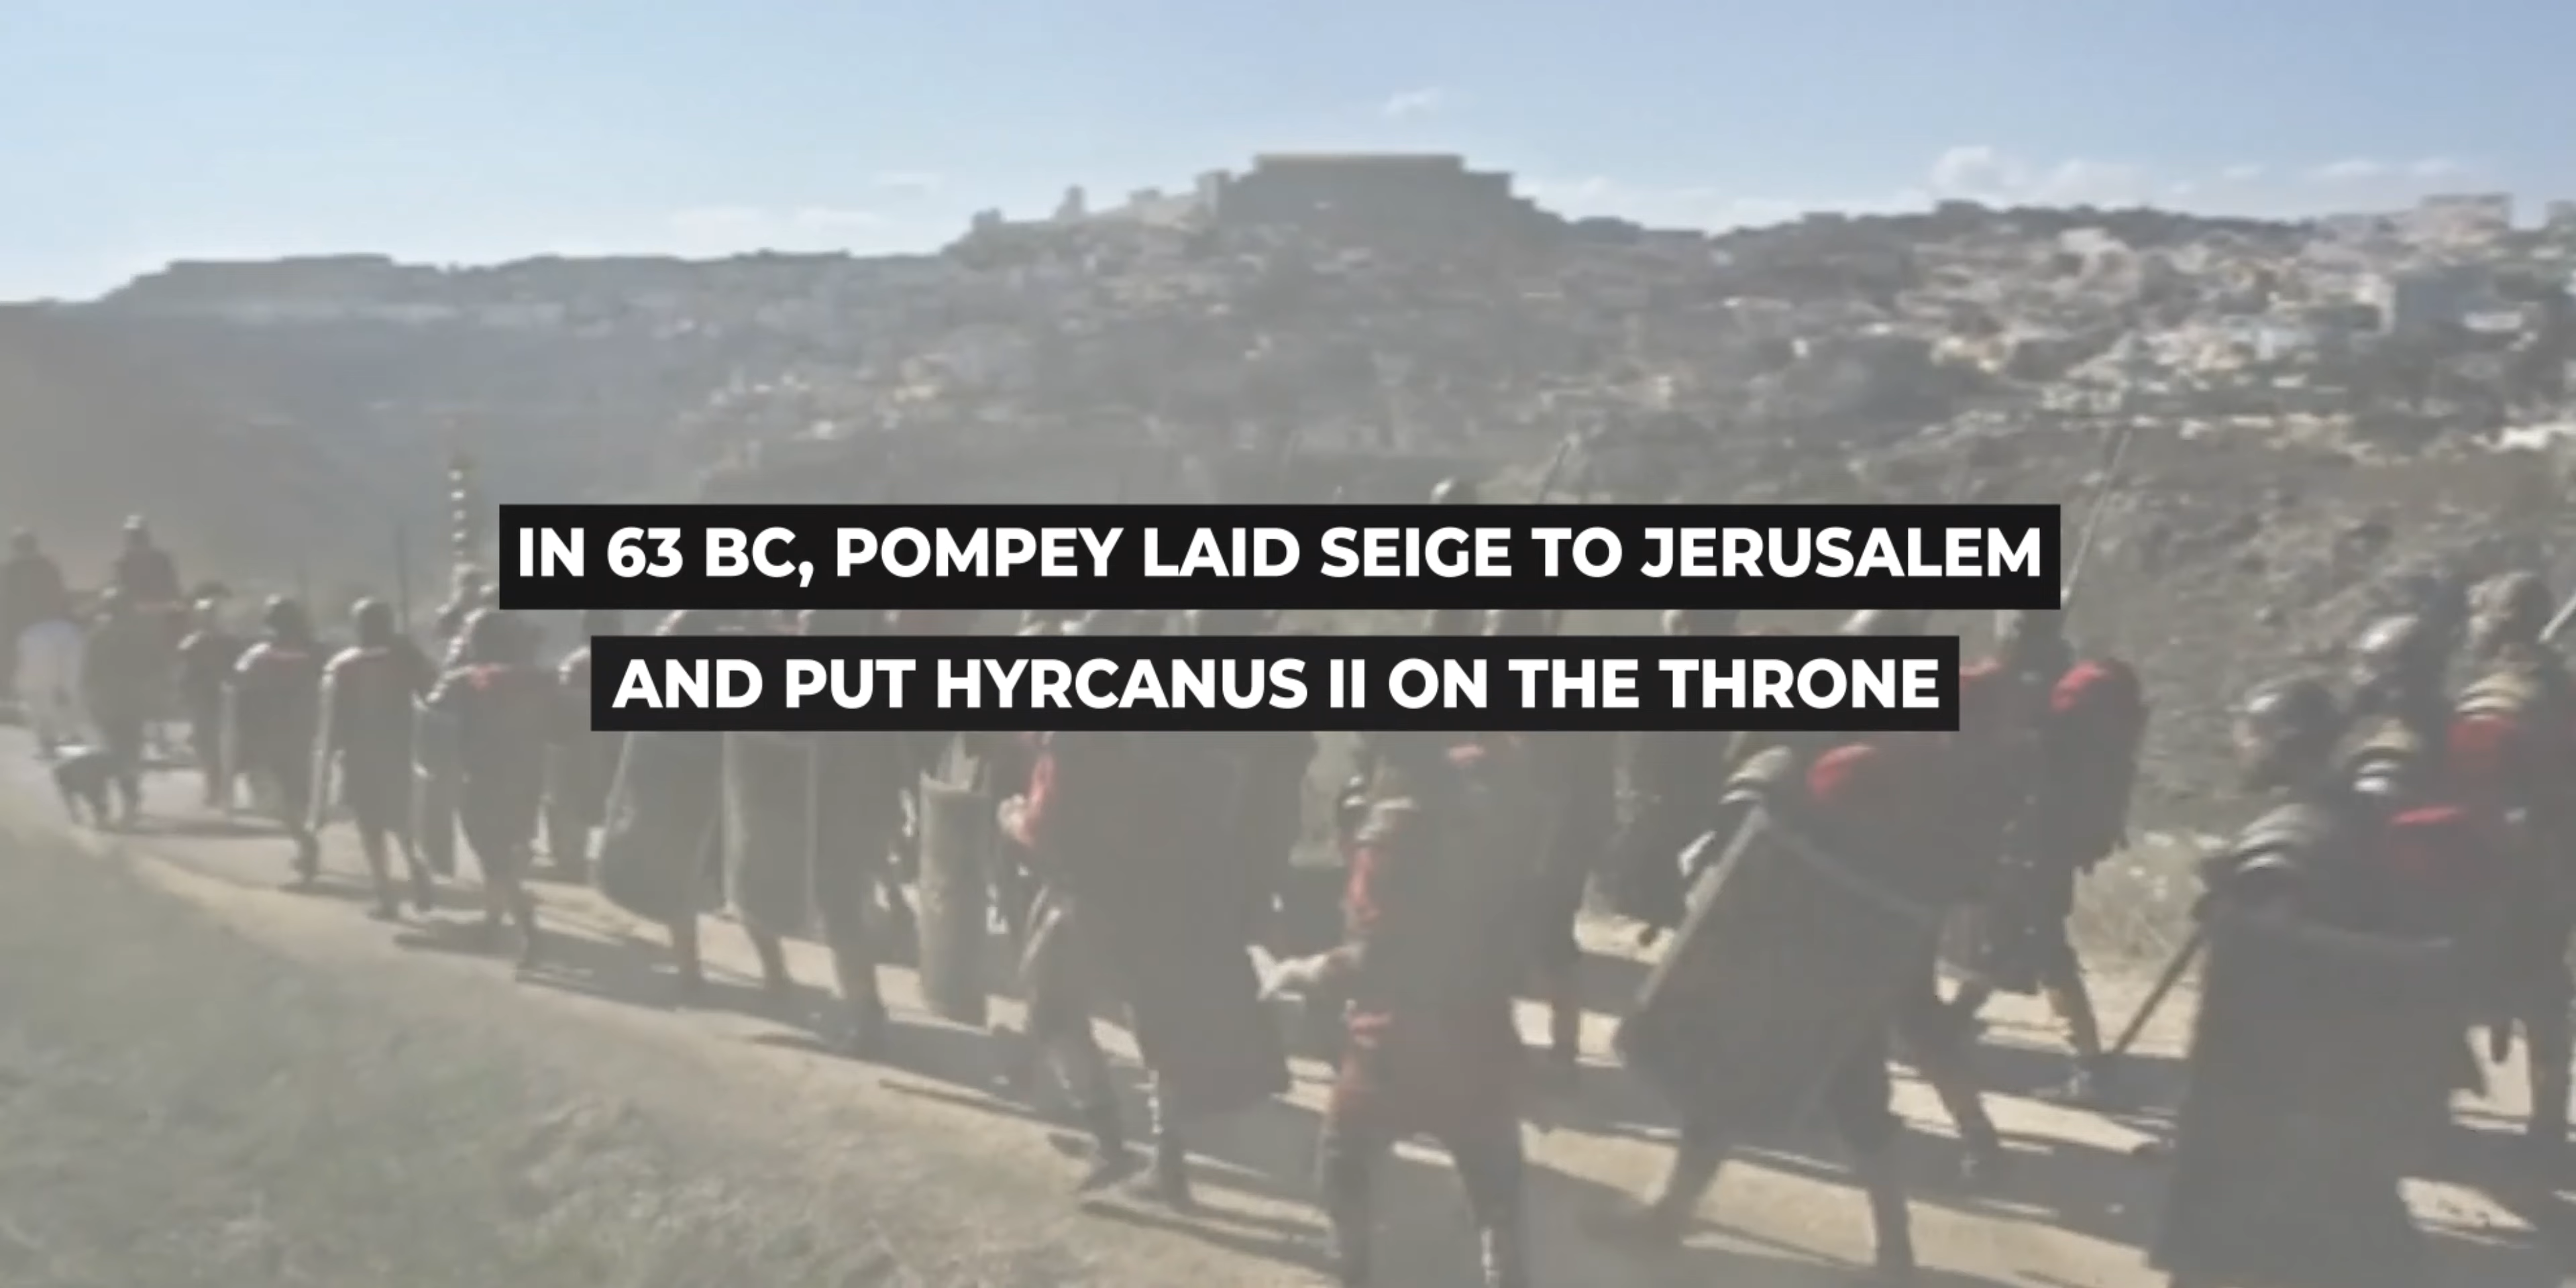 IN 63 BC, POMPEY LAID SEIGE TO JERUSALEM
AND PUT HYRCANUS II ON THE THRONE